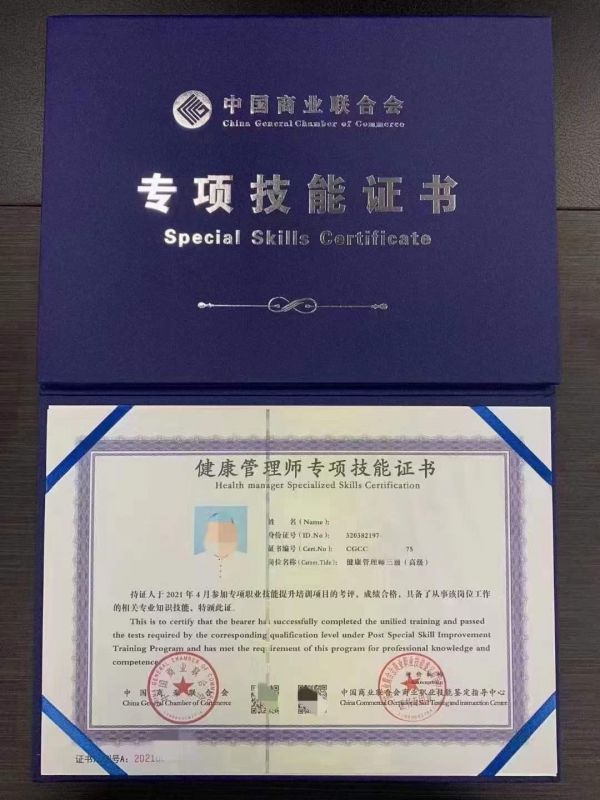 中国商业联合会
China General Chamber of Commerce
专项技能证书
Special Skills Certificate
健康管理师专项技能证书
Health manager Specialized Skills Certification
姓 名(Name):
身份证号(ID.No): 320382197
证书编号(Cert.No) CGCC 75
岗位名称(Career,Title): 健康管理师三级(高级)
持证人于2021年4月参加专项职业技能提升培训项目的考评,成绩合格,具备了从事该岗位工作
的相关专业知识技能,特颁此证。
This is to certify that the bearer has successfully completed the unified training and passed
the tests required by the corresponding qualification level under Post Special Skill Improvement
Training Program and has met the requirement of this program for professional knowledge and
competence.
中国商业联合会
China General Chamber of Commerce
中国商业联合会商业职业技能鉴定指导中心
证书 号A: 2021